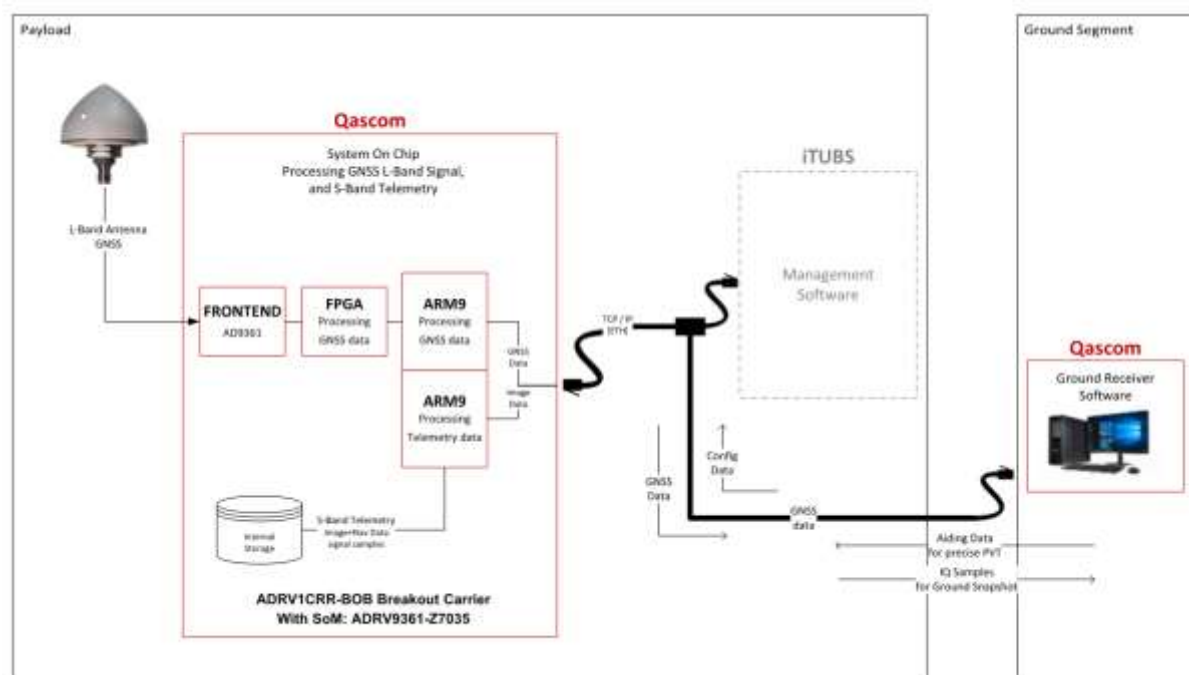 Payload
Ground Segment
Qascom
System On Chip
Processing GNSS L-Band Signal,
and S-Band Telemetry
L-Band Antenna
GNSS
FRONTEND
AD9361
FPGA
Processing
GNSS data
ARM9
Processing
GNSS data
ARM9
Processing
Telemetry data
GNSS
Data
Image
Data
TCP / IP
(ETH)
iTUBS
Management
Software
Qascom
Ground Receiver
Software
GNSS
Data
Config
Data
GNSS
data
Aiding Data
for precise PVT
IQ Samples
for Ground Snapshot
Internal
Storage
S-Band Telemetry
Image+Nav Data
signal samples
ADRV1CRR-BOB Breakout Carrier
With SoM: ADRV9361-Z7035